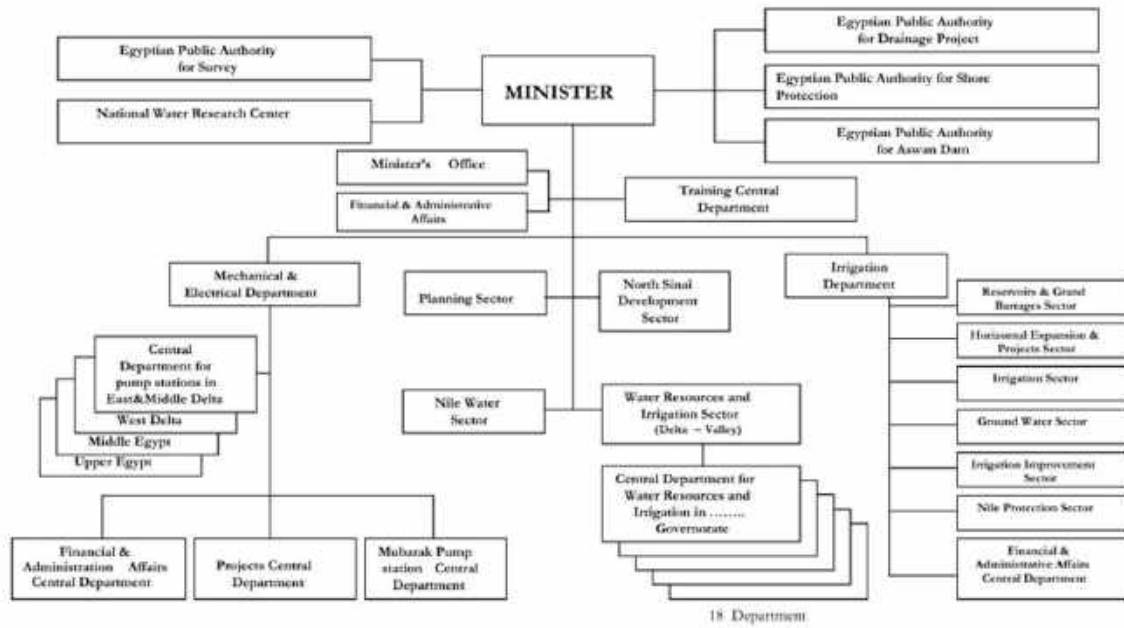 Egyptian Public Authority
for Survey
National Water Research Center
MINISTER
Egyptian Public Authority
for Drainage Project
Egyptian Public Authority for Shore
Protection
Egyptian Public Authority
for Aswan Dam
Minister's Office
Financial & Administrative
Affairs
Training Central
Department
Mechanical &
Electrical Department
Planning Sector
North Sinai
Development
Sector
Irrigation
Department
Reservoirs & Grand
Barrages Sector
Horizontal Expansion &
Projects Sector
Irrigation Sector
Ground Water Sector
Irrigation Improvement
Sector
Nile Protection Sector
Financial &
Administrative Affairs
Central Department
Central
Department for
pump stations in
East&Middle Delta
West Delta
Middle Egypt
Upper Egypt
Nile Water
Sector
Water Resources and
Irrigation Sector
(Delta – Valley)
Central Department for
Water Resources and
Irrigation in ........
Governorate
18 Department
Financial &
Administration Affairs
Central Department
Projects Central
Department
Mubarak Pump
station Central
Department